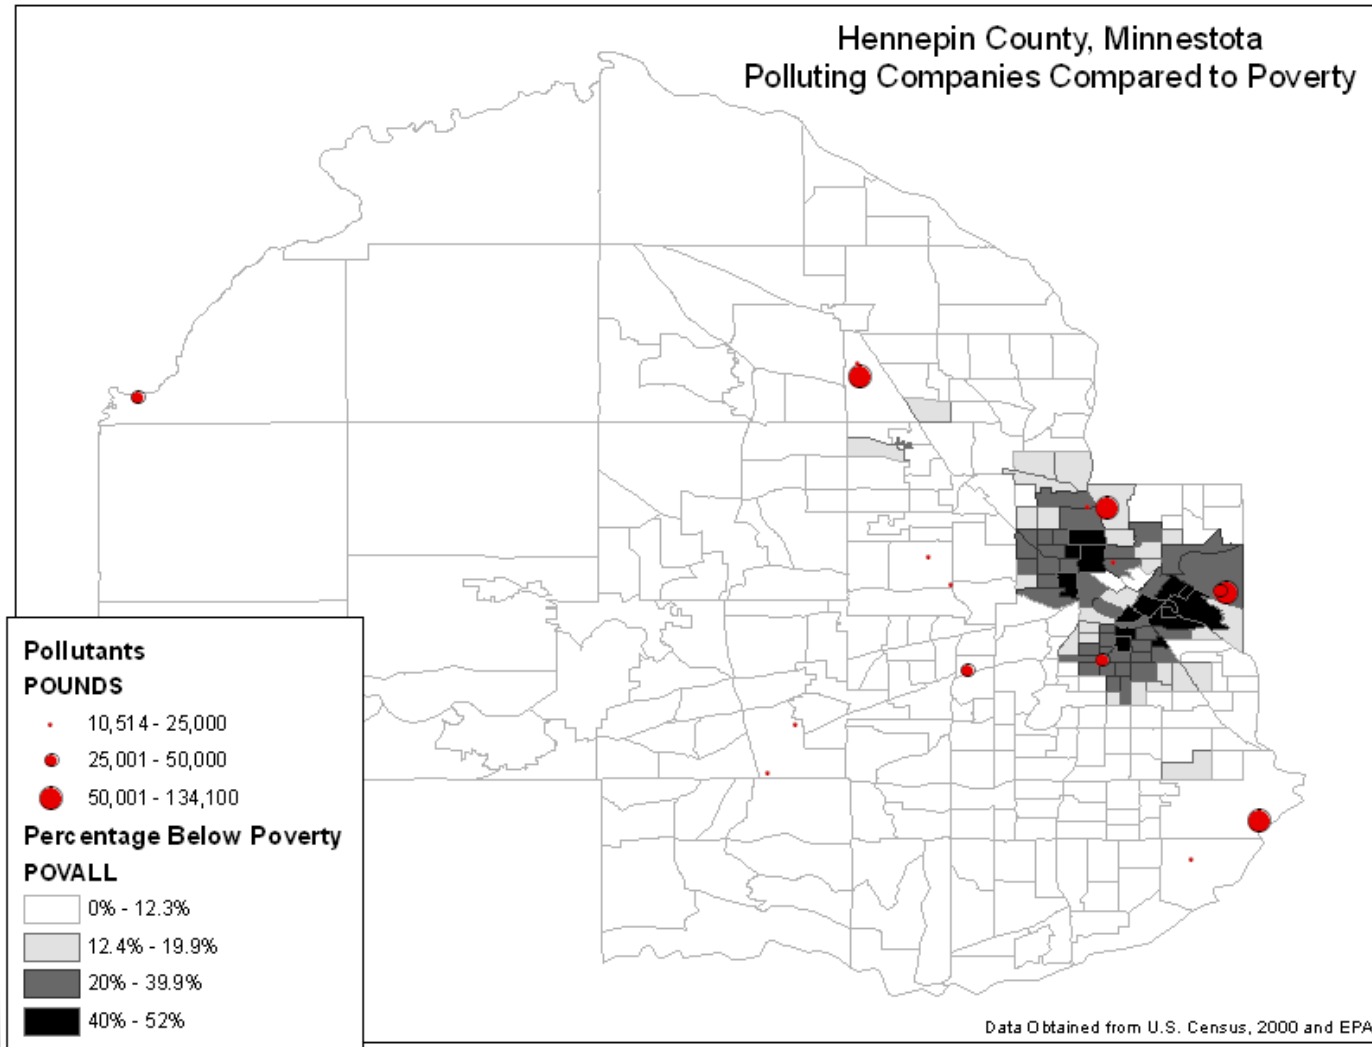 Hennepin County, Minnestota
Polluting Companies Compared to Poverty
Pollutants
POUNDS
10,514 - 25,000
25,001 - 50,000
50,001 - 134,100
Percentage Below Poverty
POVALL
0% - 12.3%
12.4% - 19.9%
20% - 39.9%
40% - 52%
Data Obtained from U.S. Census, 2000 and EPA